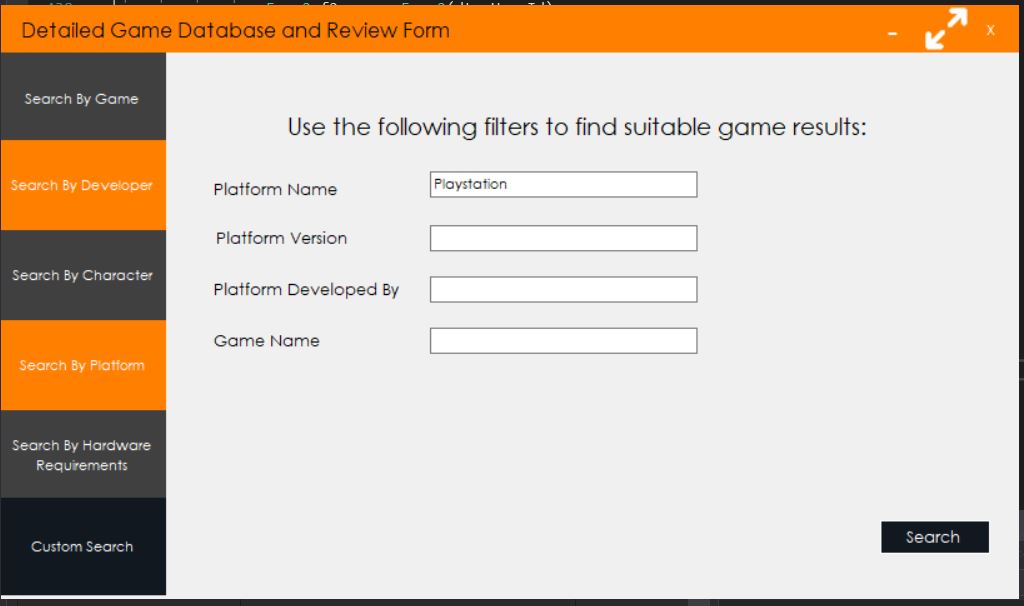 Detailed Game Database and Review Form
X
Search By Game
Search By Developer
Search By Character
Search By Platform
Search By Hardware
Requirements
Custom Search
Use the following filters to find suitable game results:
Platform Name
Playstation
Platform Version
Platform Developed By
Game Name
Search